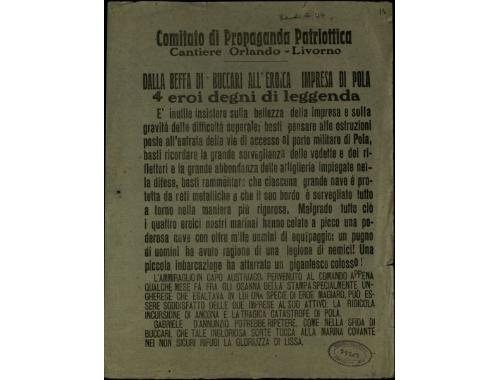 Comitato di Propaganda Patriottica
Cantiere Orlando - Livorno
DALLA BEFFA DI BUCCARI ALL'EROICA IMPRESA DI POLA
4 eroi degni di leggenda
E' inutile insistere sulla bellezza della impresa e sulla
gravità delle difficoltà superate: basti pensare alle ostruzioni
poste all'entrata della vie di accesso al porto militare di Pola,
basti ricordare la grande sorveglianza delle vedette e dei ri-
flettori e la grande abbondanza delle artiglierie impiegate nel-
la difesa, basti rammentare che ciascuna grande nave è pro-
tetta da reti metalliche e che il suo bordo è sorvegliato tutto
a torno nella maniera più rigorosa. Malgrado tutto ciò
i quattro eroici nostri marinai hanno colato a picco una po-
derosa nave con oltre mille uomini di equipaggio: un pugno
di uomini ha avuto ragione di una legione di nemici! Una
piccola imbarcazione ha atterrato un gigantesco colosso!
L'AMMIRAGLIO IN CAPO AUSTRIACO, PERVENUTO AL COMANDO APPENA
QUALCHE MESE FA FRA GLI OSANNA DELLA STAMPA SPECIALMENTE UN-
GHERESE CHE ESALTAVA IN LUI UNA SPECIE DI EROE MAGIARO, PUÒ ES-
SERE SODDISFATTO DELLE DUE IMPRESE AL SUO ATTIVO: LA RIDICOLA
INCURSIONE DI ANCONA E LA TRAGICA CATASTROFE DI POLA.
GABRIELE D'ANNUNZIO POTREBBE RIPETERE, COME NELLA SFIDA DI
BUCCARI, CHE TALE INGLORIOSA SORTE TOCCA ALLA MARINA COVANTE
NEI NON SICURI RIFUGI LA GLORIUZZA DI LISSA.